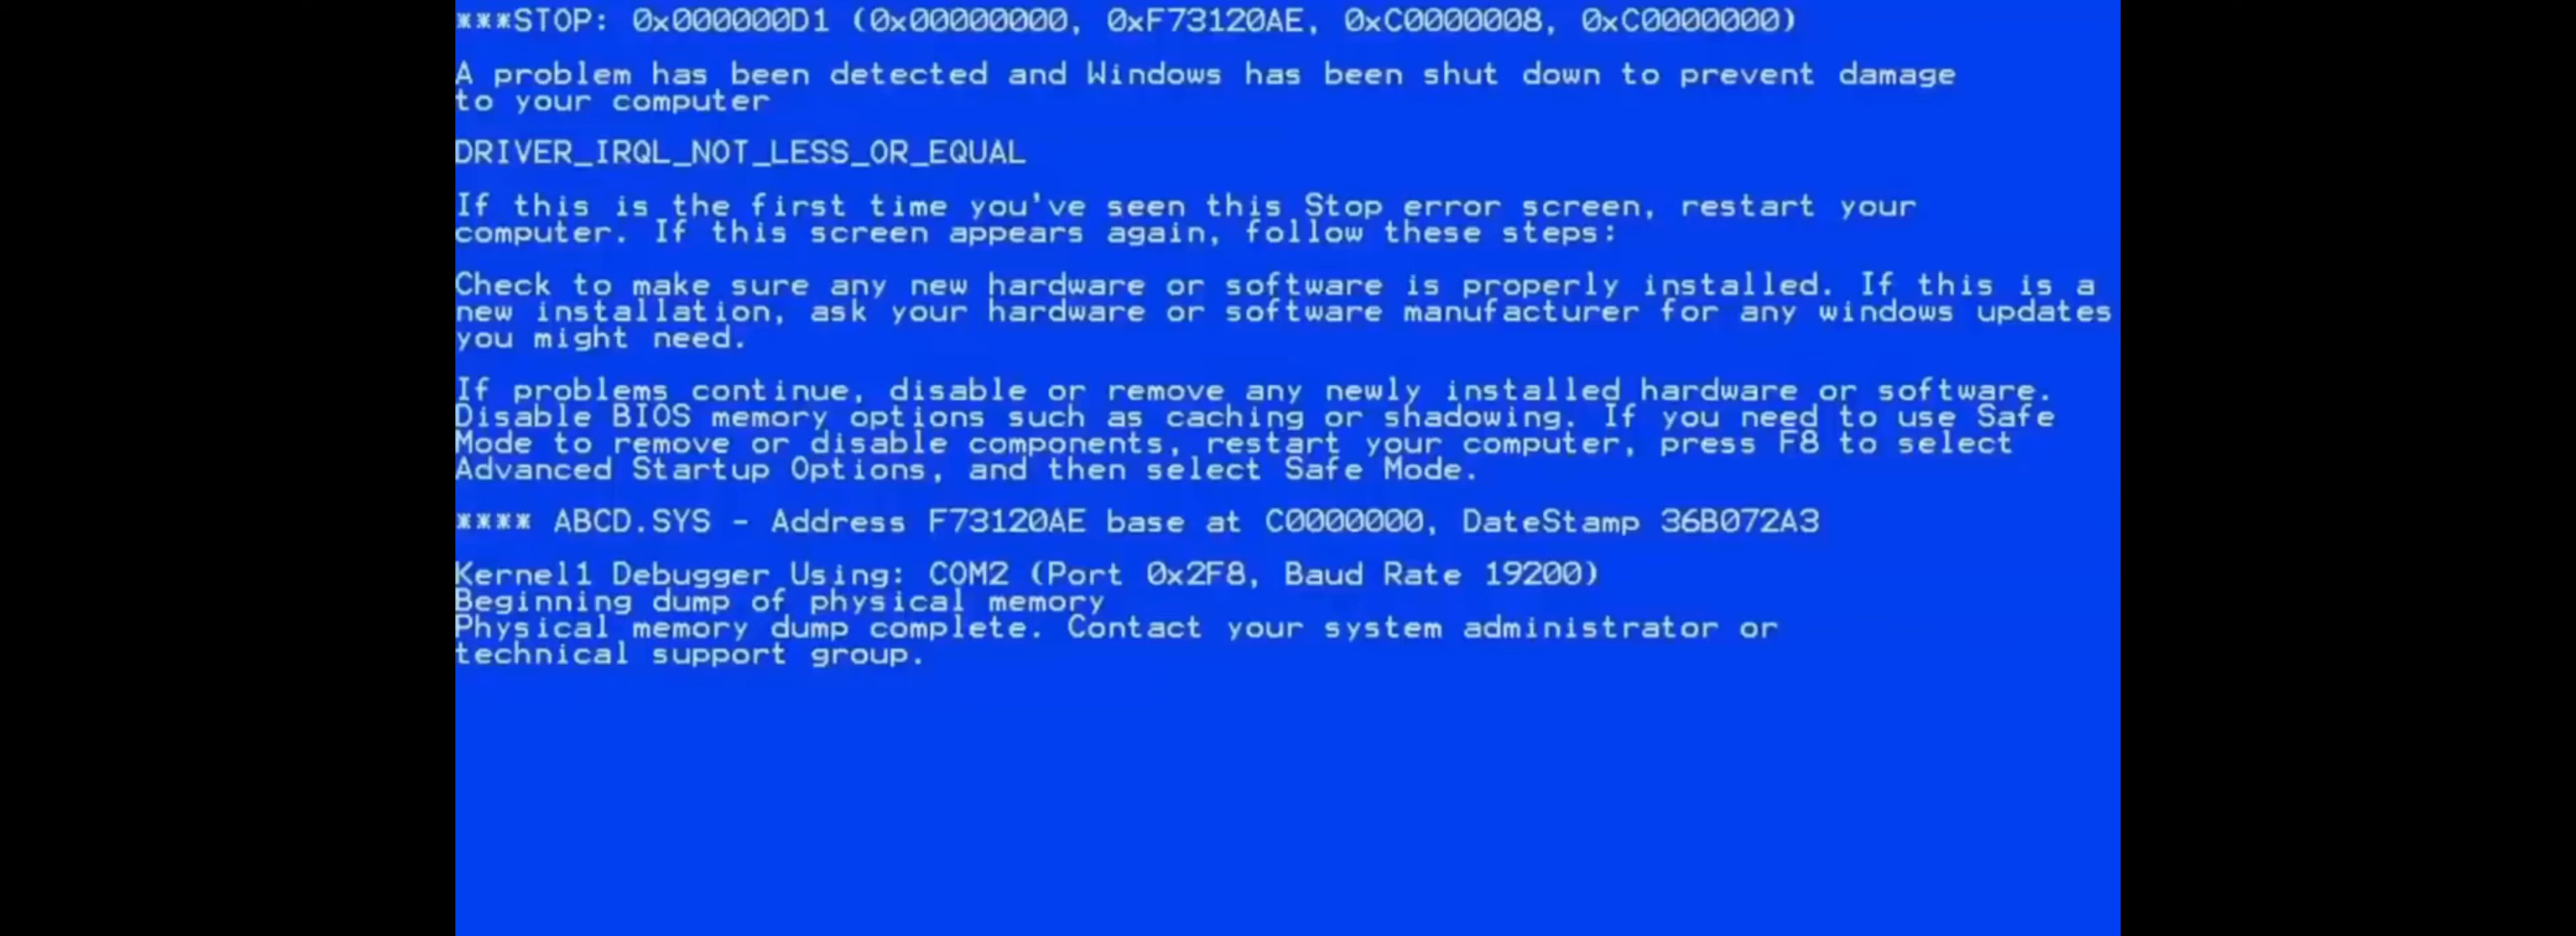 ***STOP: 0x000000D1 (0x00000000, 0xF73120AE, 0xC0000008, 0xC0000000)
A problem has been detected and Windows has been shut down to prevent damage
to your computer
DRIVER_IRQL_NOT_LESS_OR_EQUAL
If this is the first time you've seen this Stop error screen, restart your
computer. If this screen appears again, follow these steps:
Check to make sure any new hardware or software is properly installed. If this is a
new installation, ask your hardware or software manufacturer for any windows updates
you might need.
If problems continue, disable or remove any newly installed hardware or software.
Disable BIOS memory options such as caching or shadowing. If you need to use Safe
Mode to remove or disable components, restart your computer, press F8 to select
Advanced Startup Options, and then select Safe Mode.
**** ABCD.SYS - Address F73120AE base at C0000000, DateStamp 36B072A3
Kernel1 Debugger Using: COM2 (Port 0x2F8, Baud Rate 19200)
Beginning dump of physical memory
Physical memory dump complete. Contact your system administrator or
technical support group.